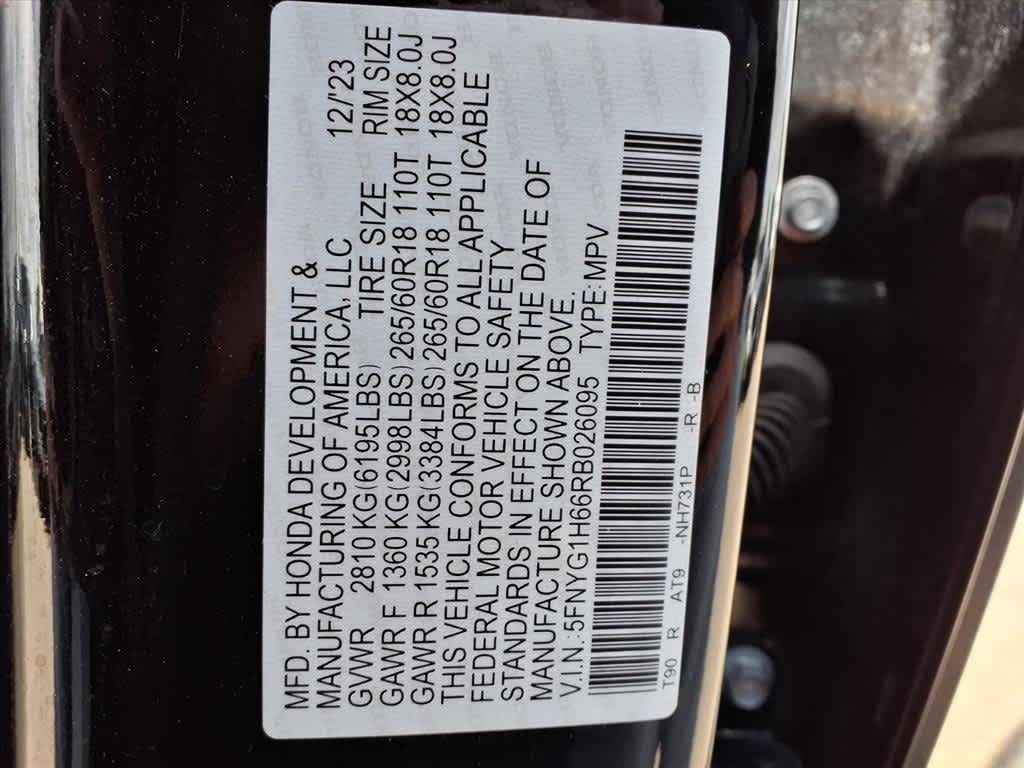 MFD. BY HONDA DEVELOPMENT &
MANUFACTURING OF AMERICA, LLC 12/'23
GVWR 2810 KG(6195LBS) TIRE SIZE RIM SIZE
GAWR F 1360 KG(2998LBS) 265/60R18 110T 18X8.0J
GAWR R 1535 KG(3384LBS) 265/60R18 110T 18X8.0J
THIS VEHICLE CONFORMS TO ALL APPLICABLE
FEDERAL MOTOR VEHICLE SAFETY
STANDARDS IN EFFECT ON THE DATE OF
MANUFACTURE SHOWN ABOVE.
V.I.N.:5FNYG1H66RB026095 TYPE:MPV
T90 R AT9 -NH731P -R -B